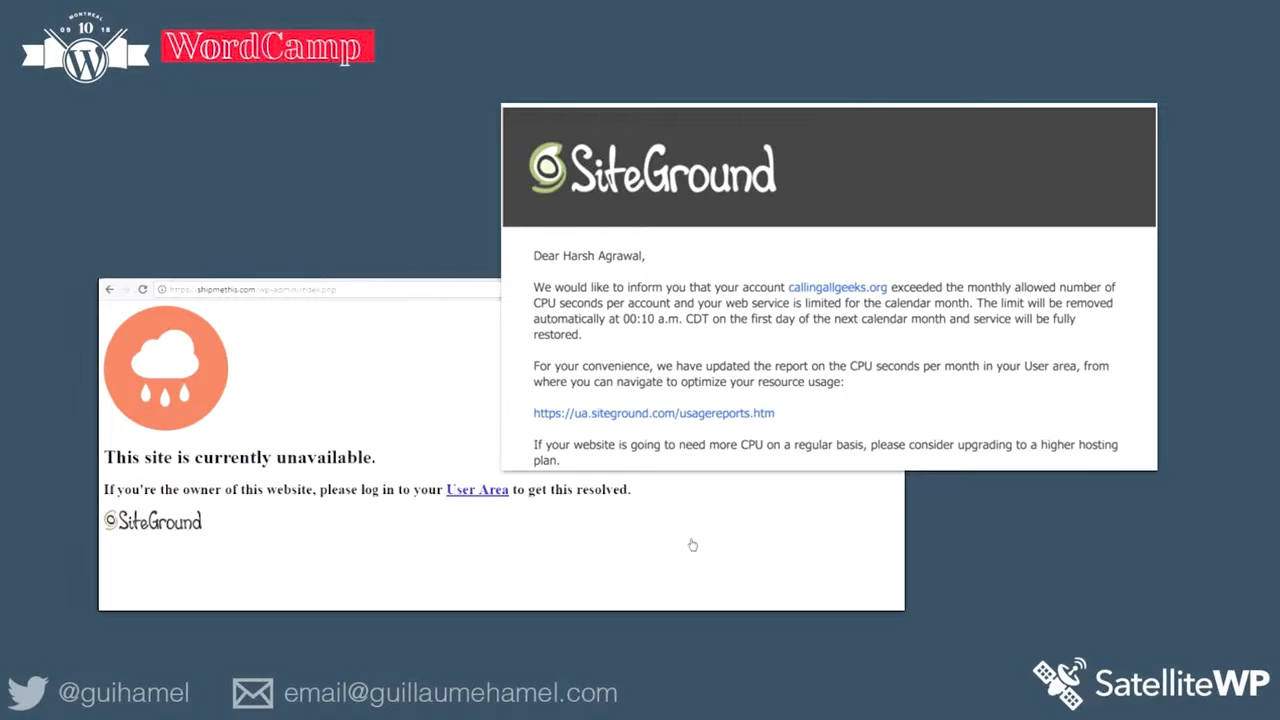 MONTREAL
09 10 18
W
WordCamp
SiteGround
Dear Harsh Agrawal,
We would like to inform you that your account callingallgeeks.org exceeded the monthly allowed number of
CPU seconds per account and your web service is limited for the calendar month. The limit will be removed
automatically at 00:10 a.m. CDT on the first day of the next calendar month and service will be fully
restored.
For your convenience, we have updated the report on the CPU seconds per month in your User area, from
where you can navigate to optimize your resource usage:
https://ua.siteground.com/usagereports.htm
If your website is going to need more CPU on a regular basis, please consider upgrading to a higher hosting
plan.
https://shipmethis.com/wp-admin/index.php
This site is currently unavailable.
If you're the owner of this website, please log in to your User Area to get this resolved.
SiteGround
@guihamel
email@guillaumehamel.com
SatelliteWP